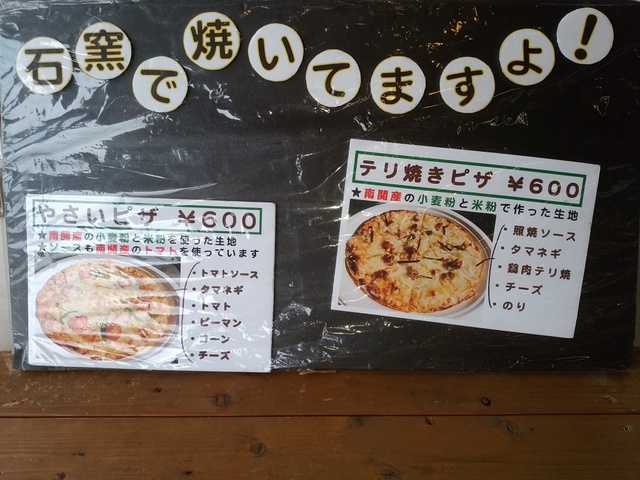 石窯で焼いてますよ!
やさいピザ ¥600
★南関産の小麦粉と米粉を使った生地
★ソースも南関産のトマトを使っています
・トマトソース
・タマネギ
・トマト
・ピーマン
・コーン
・チーズ
テリ焼きピザ ¥600
★南関産の小麦粉と米粉で作った生地
・照焼ソース
・タマネギ
・鶏肉テリ焼
・チーズ
・のり